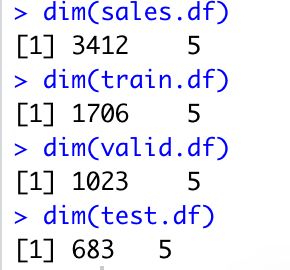 > dim(sales.df)
[1] 3412    5
> dim(train.df)
[1] 1706    5
> dim(valid.df)
[1] 1023    5
> dim(test.df)
[1] 683   5